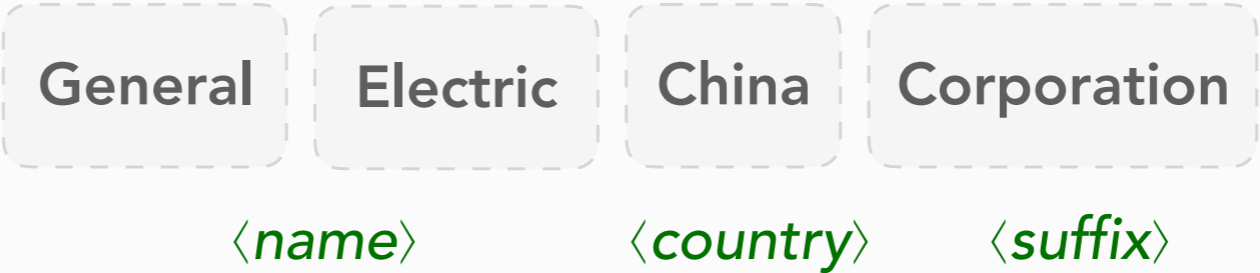 General Electric China Corporation
〈name〉 〈country〉 〈suffix〉